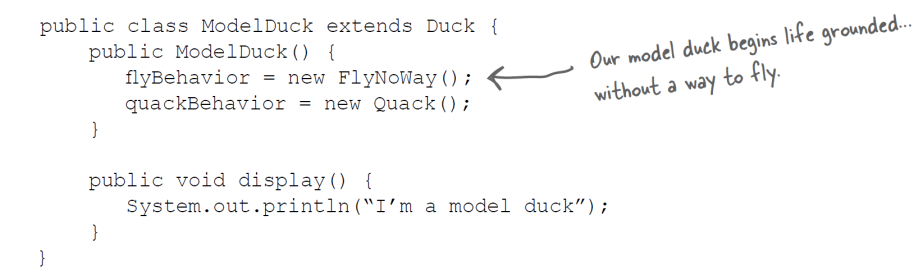 public class ModelDuck extends Duck {
public ModelDuck() {
flyBehavior = new FlyNoWay();
quackBehavior = new Quack();
}
public void display() {
System.out.println(“I’m a model duck”);
}
}
Our model duck begins life grounded...
without a way to fly.